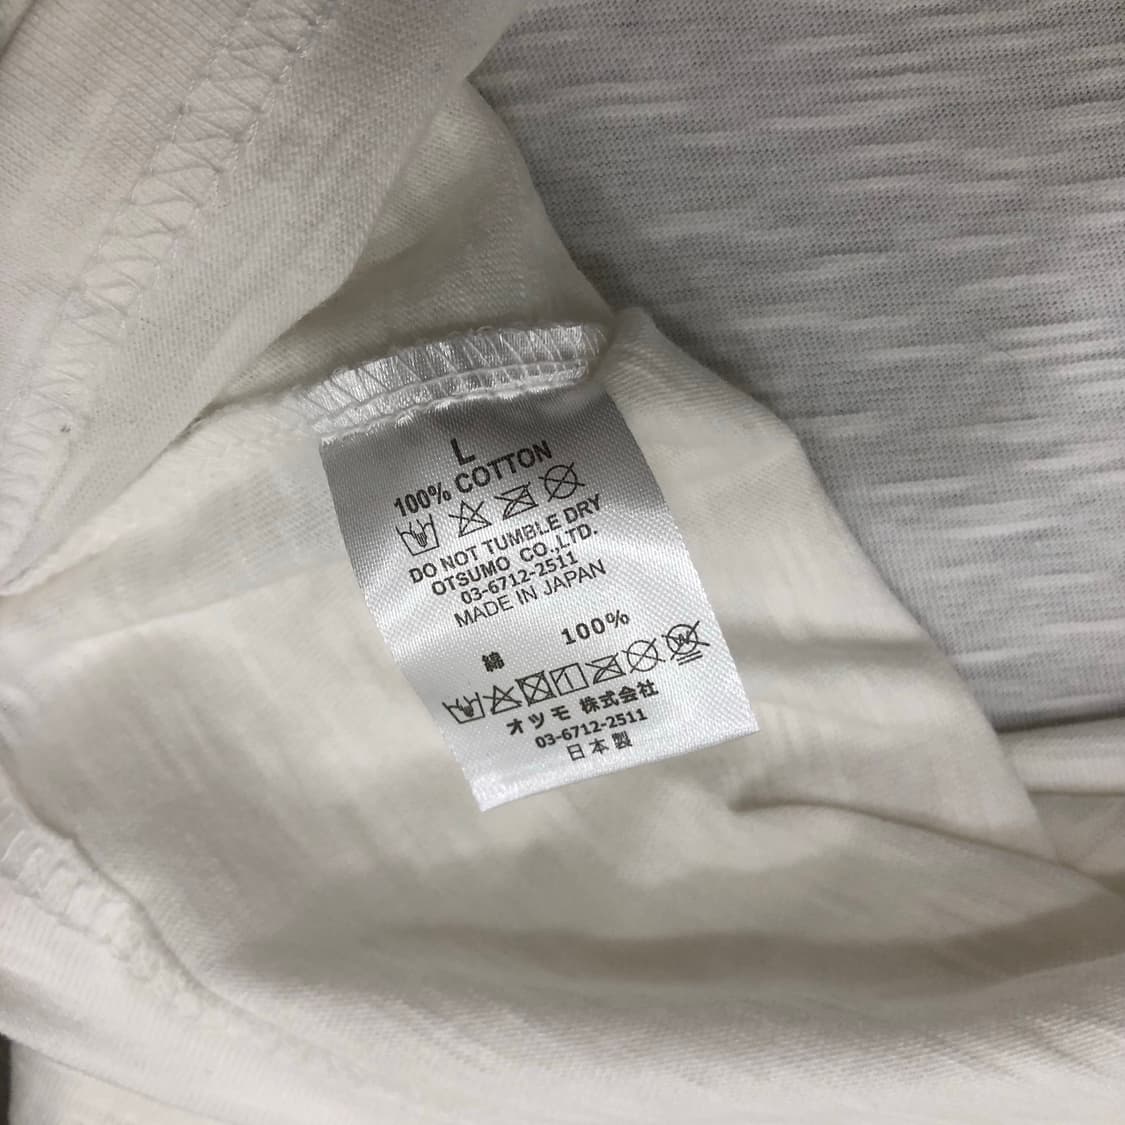 L
100% COTTON
DO NOT TUMBLE DRY
OTSUMO CO.,LTD.
03-6712-2511
MADE IN JAPAN
綿 100%
W
オツモ 株式会社
03-6712-2511
日本製